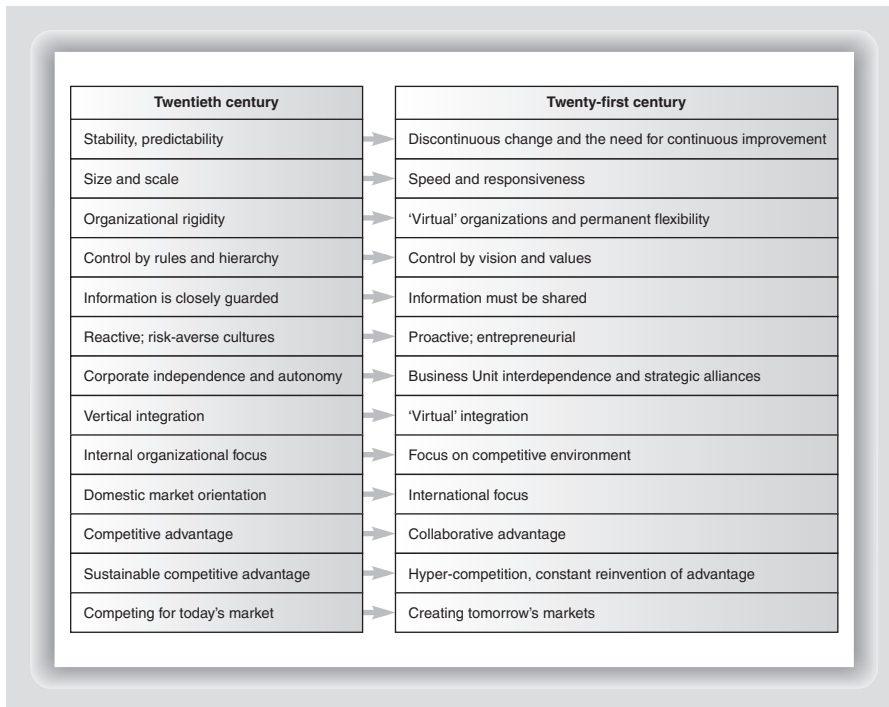 Twentieth century
Twenty-first century
Stability, predictability
Discontinuous change and the need for continuous improvement
Size and scale
Speed and responsiveness
Organizational rigidity
‘Virtual’ organizations and permanent flexibility
Control by rules and hierarchy
Control by vision and values
Information is closely guarded
Information must be shared
Reactive; risk-averse cultures
Proactive; entrepreneurial
Corporate independence and autonomy
Business Unit interdependence and strategic alliances
Vertical integration
‘Virtual’ integration
Internal organizational focus
Focus on competitive environment
Domestic market orientation
International focus
Competitive advantage
Collaborative advantage
Sustainable competitive advantage
Hyper-competition, constant reinvention of advantage
Competing for today’s market
Creating tomorrow’s markets